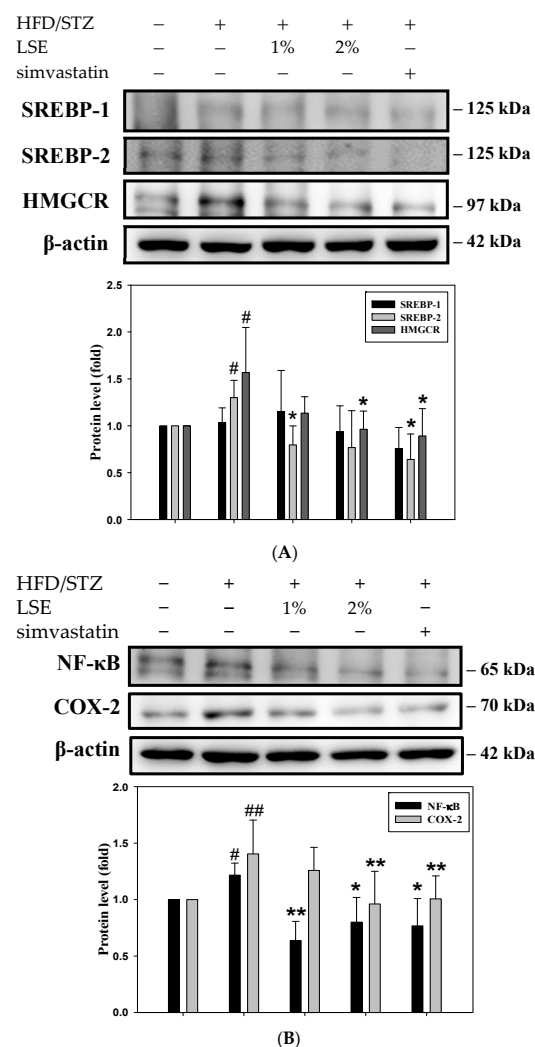 HFD/STZ − + + + +
LSE − − 1% 2% −
simvastatin − − − − +
SREBP-1 – 125 kDa
SREBP-2 – 125 kDa
HMGCR – 97 kDa
β-actin – 42 kDa
2.5
SREBP-1
SREBP-2
HMGCR
2.0
# # 
1.5
* * * *
1.0
0.5
0.0
Protein level (fold)
(A)
HFD/STZ − + + + +
LSE − − 1% 2% −
simvastatin − − − − +
NF-κB – 65 kDa
COX-2 – 70 kDa
β-actin – 42 kDa
2.0
NF-κB
COX-2
# ##
1.5
** * ** * **
1.0
0.5
0.0
Protein level (fold)
(B)